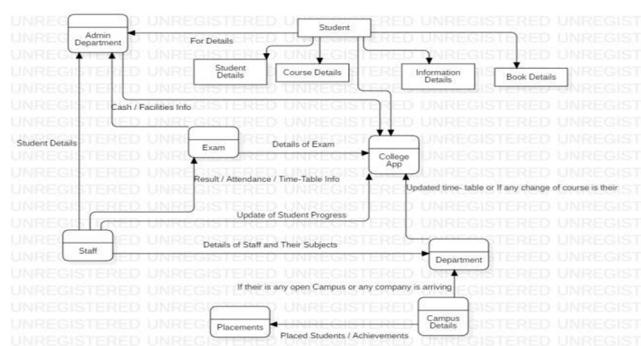 Student
Admin
Department
For Details
Student
Details
Course Details
Information
Details
Book Details
Cash / Facilities Info
Student Details
Exam
Details of Exam
College
App
Result / Attendance / Time-Table Info
Updated time- table or If any change of course is their
Update of Student Progress
Staff
Details of Staff and Their Subjects
Department
If their is any open Campus or any company is arriving
Campus
Details
Placements
Placed Students / Achievements
UNREGISTERED